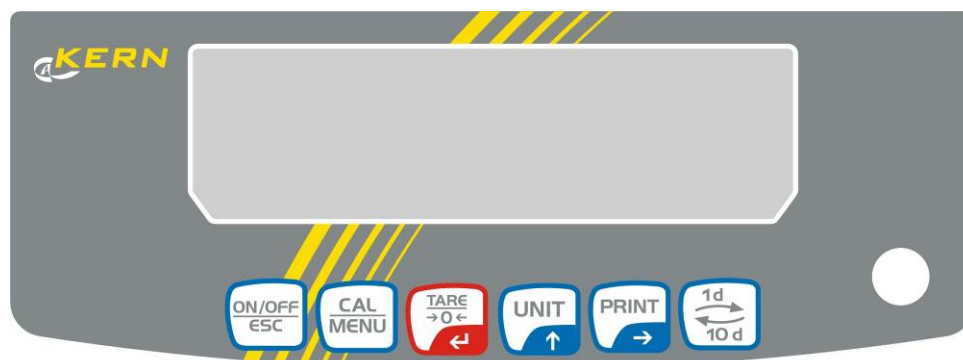 KERN
ON/OFF
ESC
CAL
MENU
TARE
→0←
UNIT
PRINT
1d
10 d